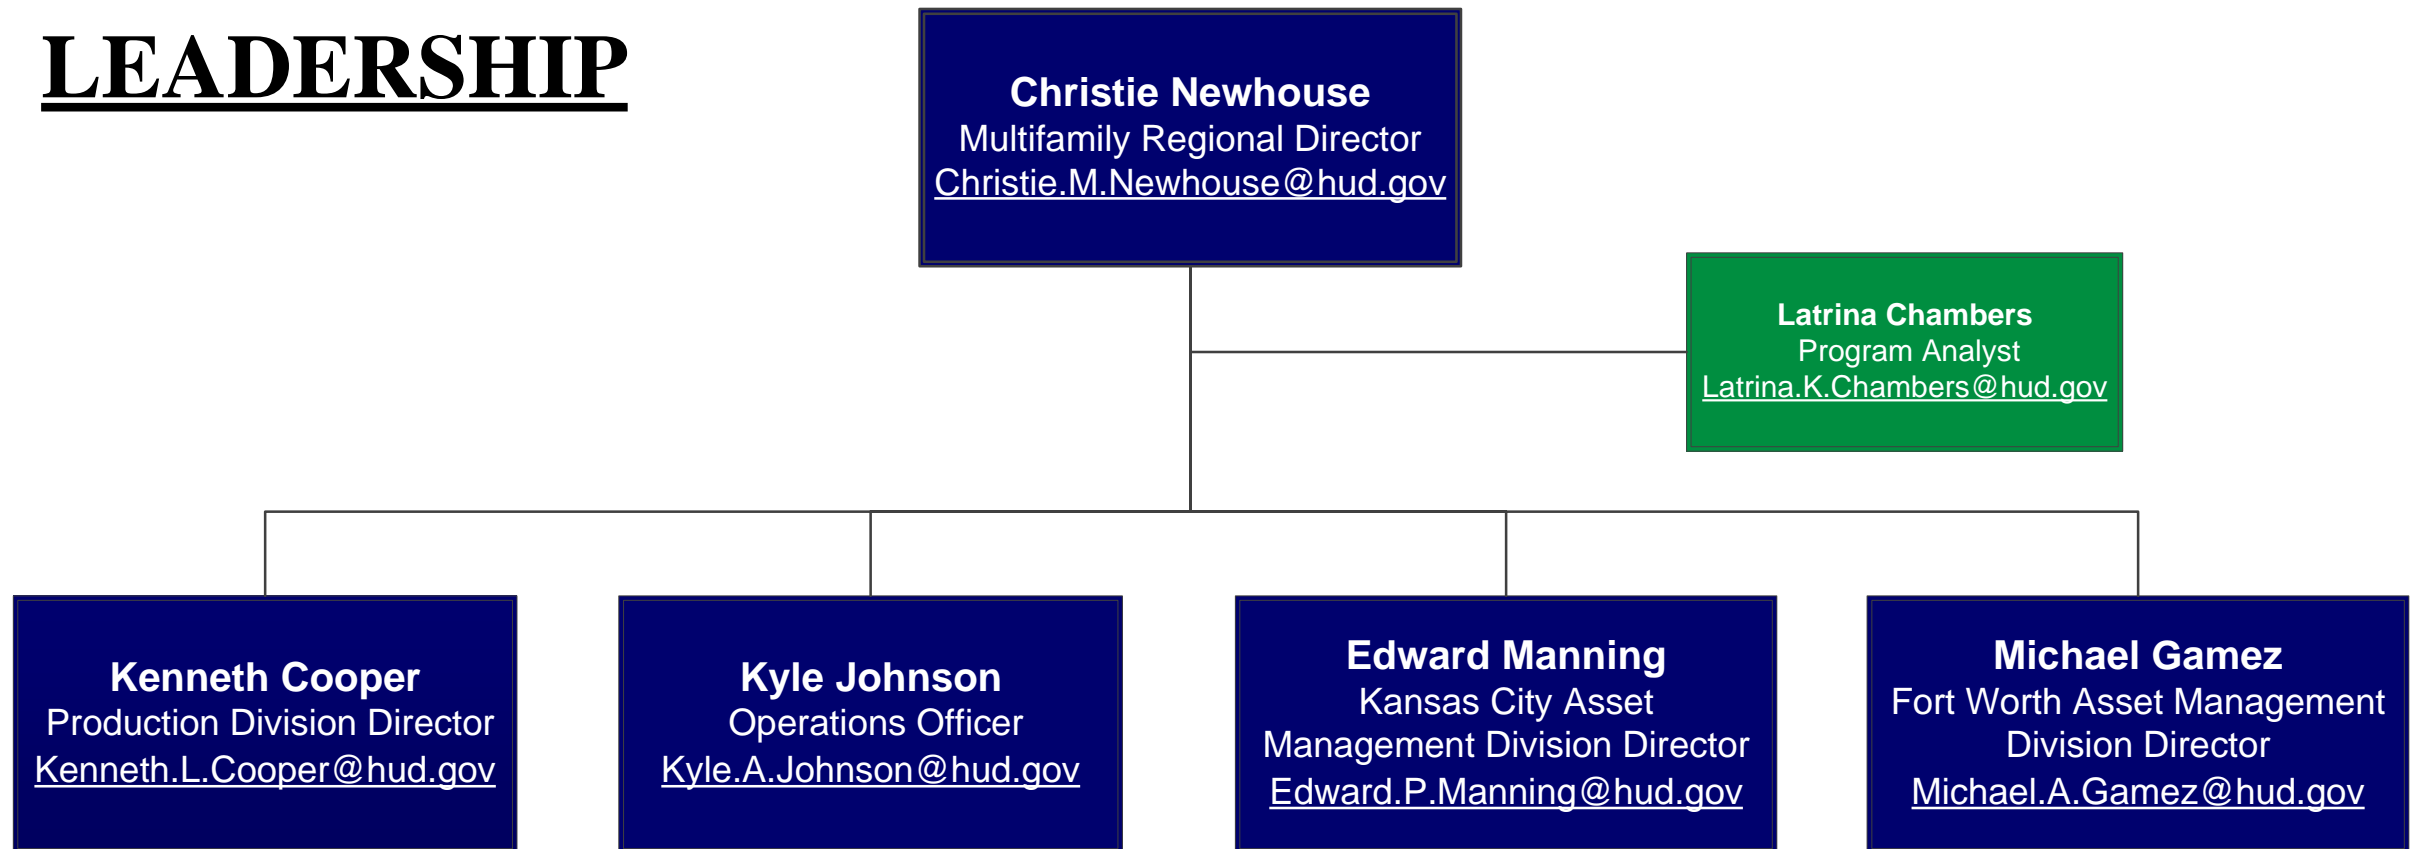 LEADERSHIP
Christie Newhouse
Multifamily Regional Director
Christie.M.Newhouse@hud.gov
Latrina Chambers
Program Analyst
Latrina.K.Chambers@hud.gov
Kenneth Cooper
Production Division Director
Kenneth.L.Cooper@hud.gov
Kyle Johnson
Operations Officer
Kyle.A.Johnson@hud.gov
Edward Manning
Kansas City Asset
Management Division Director
Edward.P.Manning@hud.gov
Michael Gamez
Fort Worth Asset Management
Division Director
Michael.A.Gamez@hud.gov